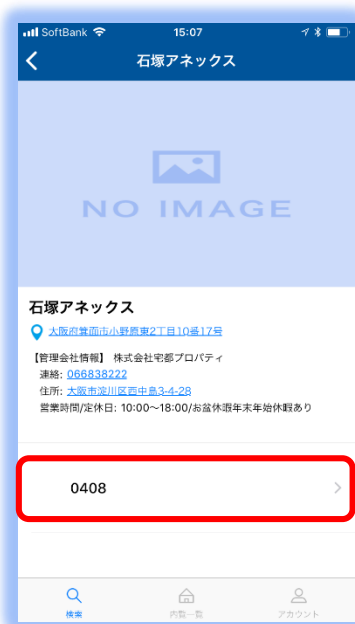 SoftBank 15:07
石塚アネックス
NO IMAGE
石塚アネックス
大阪府箕面市小野原東2丁目10番17号
【管理会社情報】 株式会社宅都プロパティ
連絡: 066838222
住所: 大阪市淀川区西中島3-4-28
営業時間/定休日: 10:00〜18:00/お盆休暇年末年始休暇あり
0408
検索 内覧一覧 アカウント